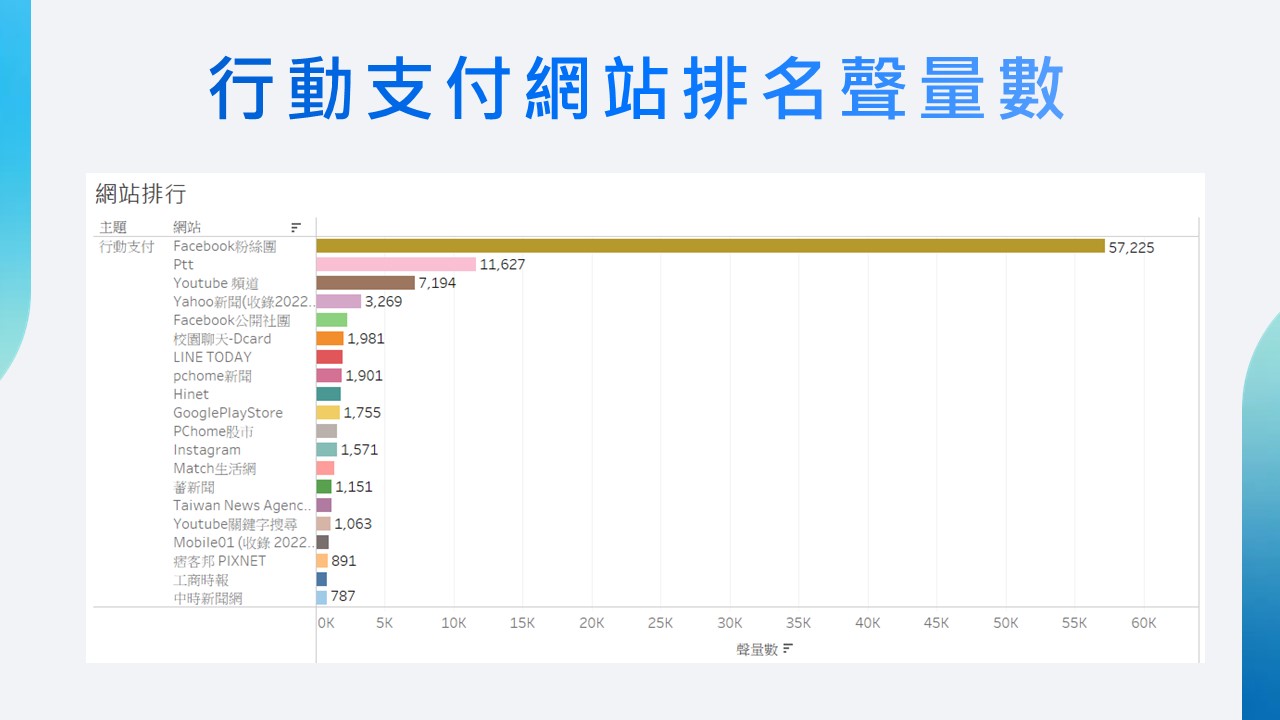 行動支付網站排名聲量數
網站排行
主題 網站
行動支付 Facebook粉絲團 57,225
Ptt 11,627
Youtube 頻道 7,194
Yahoo新聞(收錄2022.. 3,269
Facebook公開社團
校園聊天-Dcard 1,981
LINE TODAY
pchome新聞 1,901
Hinet
GooglePlayStore 1,755
PChome股市
Instagram 1,571
Match生活網
蕃新聞 1,151
Taiwan News Agenc..
Youtube關鍵字搜尋 1,063
Mobile01 (收錄 2022..
痞客邦 PIXNET 891
工商時報
中時新聞網 787
0K 5K 10K 15K 20K 25K 30K 35K 40K 45K 50K 55K 60K
聲量數